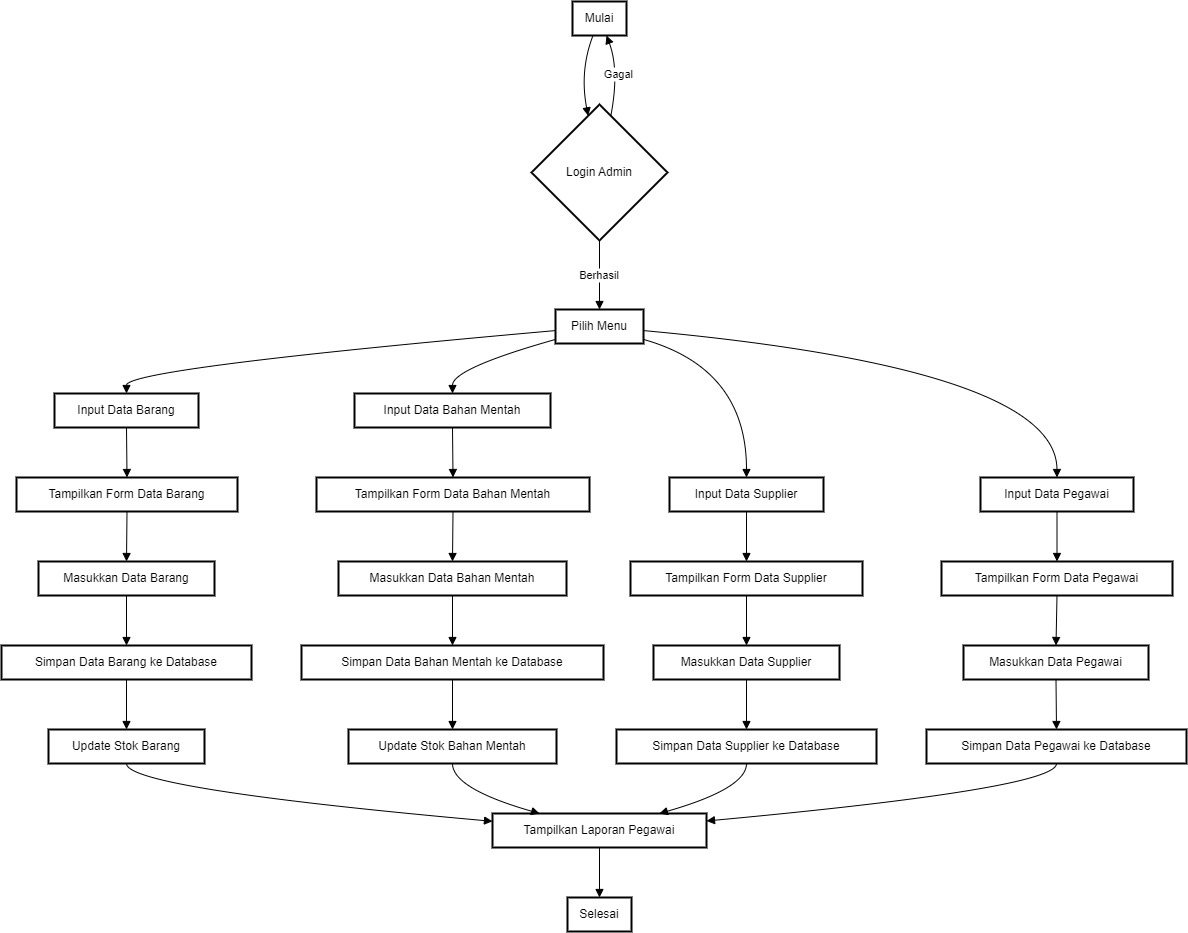 Mulai
Gagal
Login Admin
Berhasil
Pilih Menu
Input Data Barang
Input Data Bahan Mentah
Tampilkan Form Data Barang
Tampilkan Form Data Bahan Mentah
Input Data Supplier
Input Data Pegawai
Masukkan Data Barang
Masukkan Data Bahan Mentah
Tampilkan Form Data Supplier
Tampilkan Form Data Pegawai
Simpan Data Barang ke Database
Simpan Data Bahan Mentah ke Database
Masukkan Data Supplier
Masukkan Data Pegawai
Update Stok Barang
Update Stok Bahan Mentah
Simpan Data Supplier ke Database
Simpan Data Pegawai ke Database
Tampilkan Laporan Pegawai
Selesai